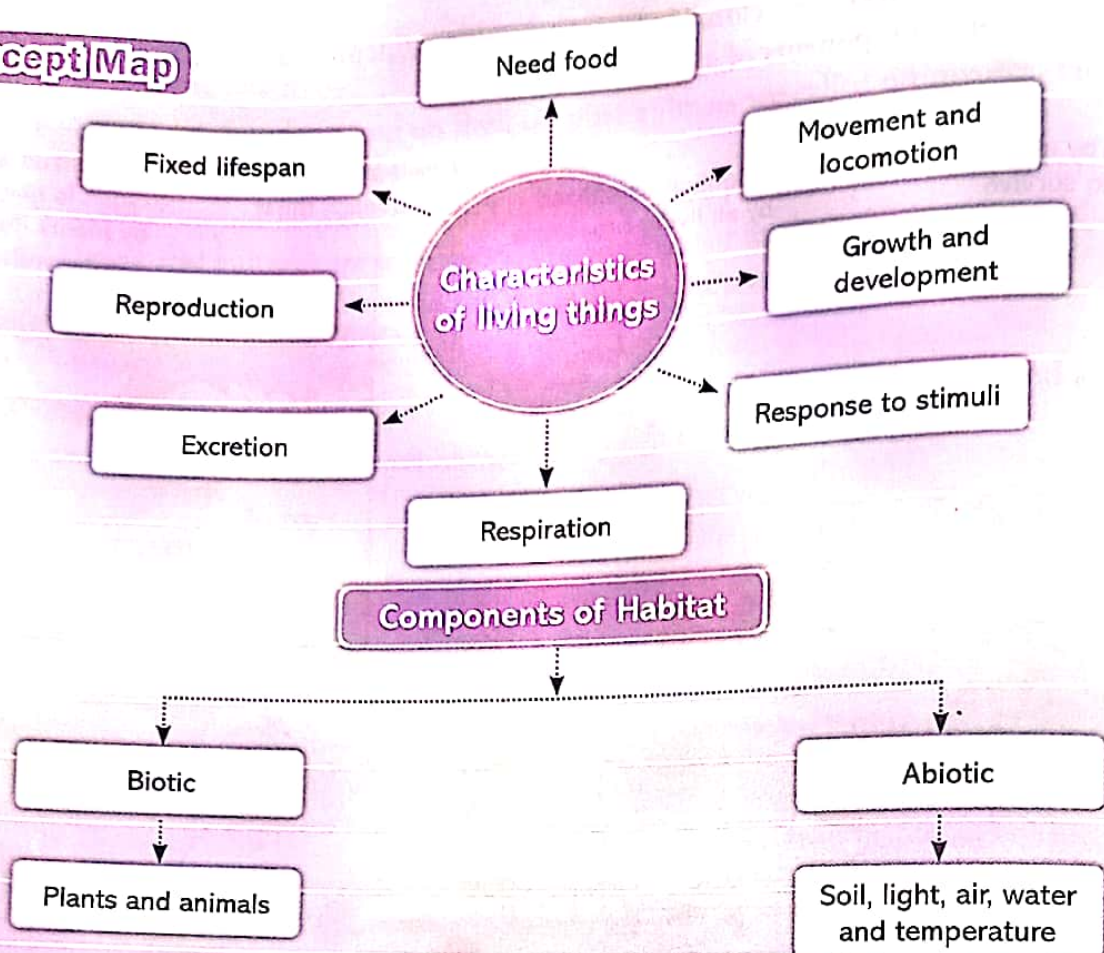 cept Map
Need food
Fixed lifespan
Movement and
locomotion
Growth and
development
Characteristics
of living things
Reproduction
Response to stimuli
Excretion
Respiration
Components of Habitat
Biotic
Abiotic
Plants and animals
Soil, light, air, water
and temperature